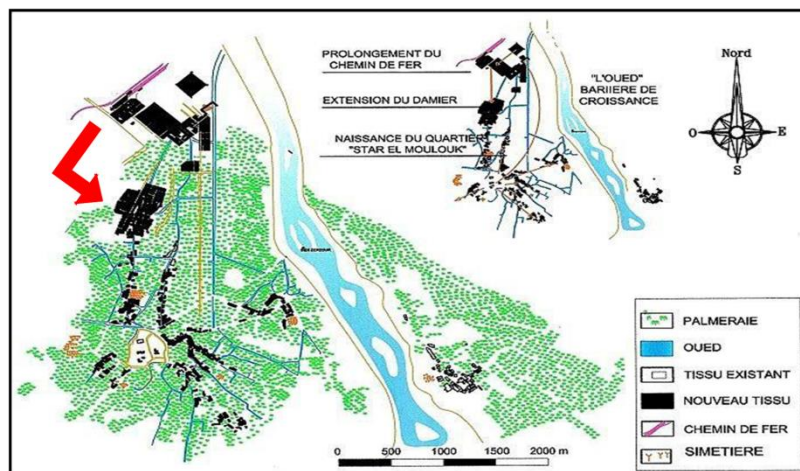 PROLONGEMENT DU
CHEMIN DE FER
EXTENSION DU DAMIER
NAISSANCE DU QUARTIER
"STAR EL MOULOUK"
"L'OUED"
BARIIERE DE
CROISSANCE
Nord
O
E
S
PALMERAIE
OUED
TISSU EXISTANT
NOUVEAU TISSU
CHEMIN DE FER
SIMETIERE
0 500 1000 1500 2000 m